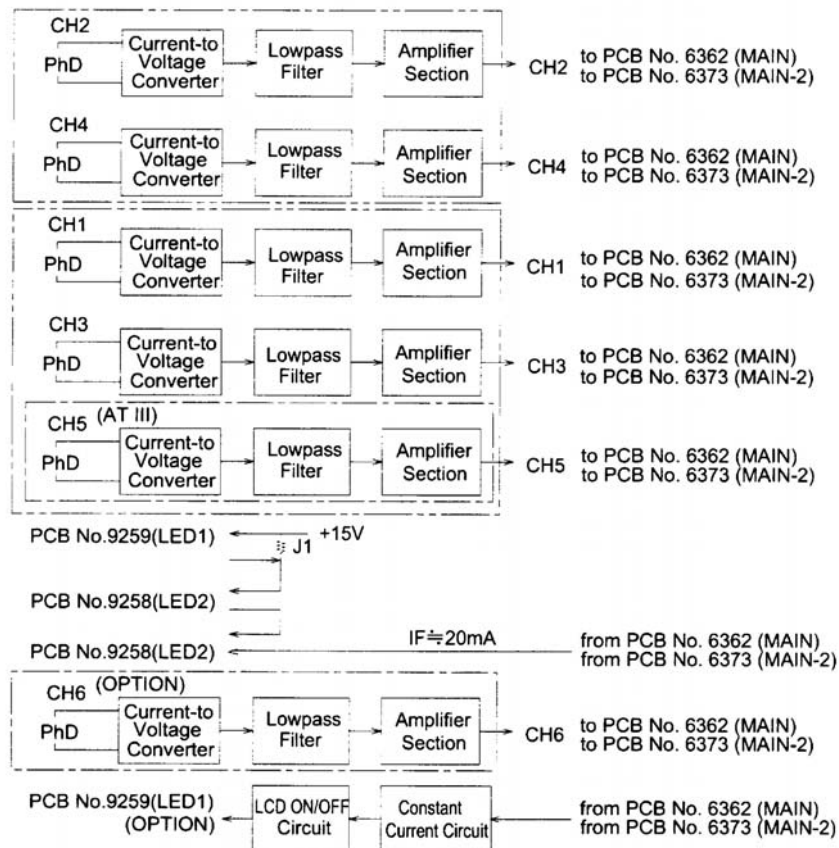 CH2
PhD
Current-to
Voltage
Converter
Lowpass
Filter
Amplifier
Section
CH2
to PCB No. 6362 (MAIN)
to PCB No. 6373 (MAIN-2)
CH4
PhD
Current-to
Voltage
Converter
Lowpass
Filter
Amplifier
Section
CH4
to PCB No. 6362 (MAIN)
to PCB No. 6373 (MAIN-2)
CH1
PhD
Current-to
Voltage
Converter
Lowpass
Filter
Amplifier
Section
CH1
to PCB No. 6362 (MAIN)
to PCB No. 6373 (MAIN-2)
CH3
PhD
Current-to
Voltage
Converter
Lowpass
Filter
Amplifier
Section
CH3
to PCB No. 6362 (MAIN)
to PCB No. 6373 (MAIN-2)
CH5 (AT III)
PhD
Current-to
Voltage
Converter
Lowpass
Filter
Amplifier
Section
CH5
to PCB No. 6362 (MAIN)
to PCB No. 6373 (MAIN-2)
PCB No.9259(LED1)
+15V
J1
PCB No.9258(LED2)
PCB No.9258(LED2)
IF≒20mA
from PCB No. 6362 (MAIN)
from PCB No. 6373 (MAIN-2)
CH6 (OPTION)
PhD
Current-to
Voltage
Converter
Lowpass
Filter
Amplifier
Section
CH6
to PCB No. 6362 (MAIN)
to PCB No. 6373 (MAIN-2)
PCB No.9259(LED1)
(OPTION)
LCD ON/OFF
Circuit
Constant
Current Circuit
from PCB No. 6362 (MAIN)
from PCB No. 6373 (MAIN-2)